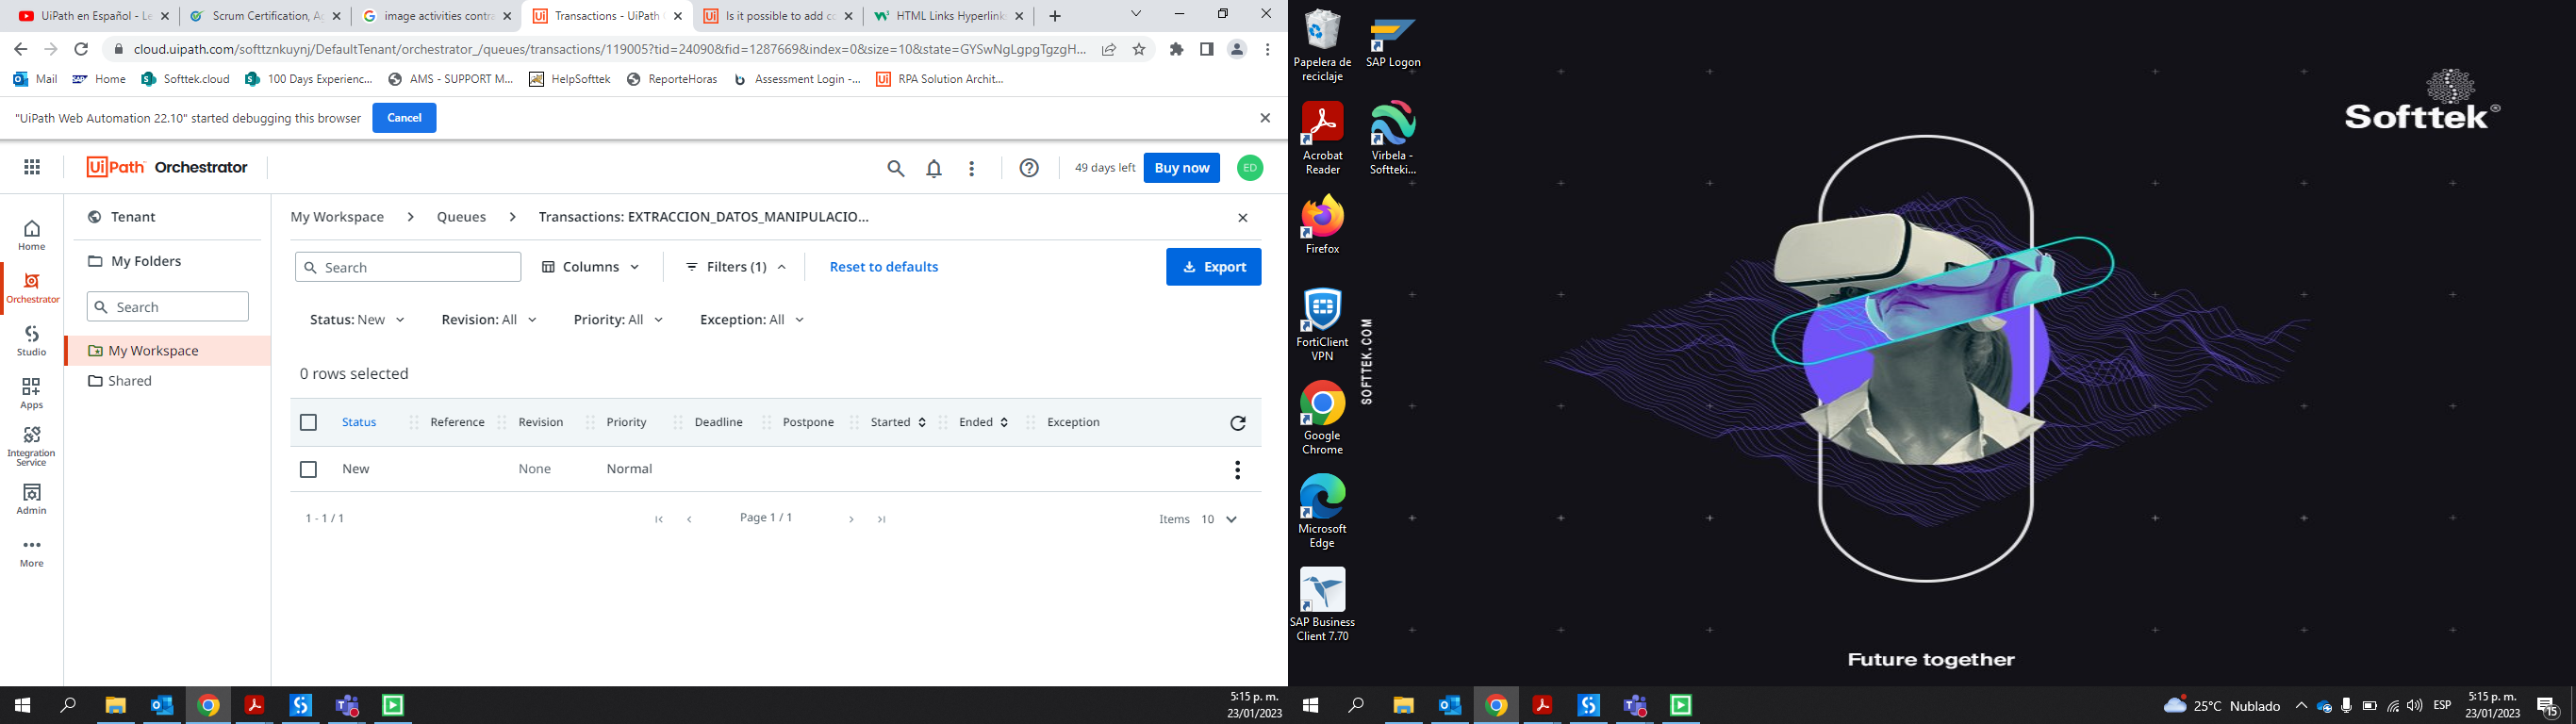 UiPath en Español - Le
Scrum Certification, Ag
image activities contra
Transactions - UiPath
Is it possible to add co
HTML Links Hyperlink
cloud.uipath.com/softtznkuynj/DefaultTenant/orchestrator_/queues/transactions/119005?tid=24090&fid=1287669&index=0&size=10&state=GYSwNgLgpgTgzgH...
Mail
Home
Softtek.cloud
100 Days Experienc...
AMS - SUPPORT M...
HelpSofttek
ReporteHoras
Assessment Login -...
RPA Solution Archit...
"UiPath Web Automation 22.10" started debugging this browser
Cancel
UiPath Orchestrator
49 days left
Buy now
ED
Home
Orchestrator
Studio
Apps
Integration
Service
Admin
More
Tenant
My Folders
Search
My Workspace
Shared
My Workspace
Queues
Transactions: EXTRACCION_DATOS_MANIPULACIO...
Search
Columns
Filters (1)
Reset to defaults
Export
Status: New
Revision: All
Priority: All
Exception: All
0 rows selected
Status
Reference
Revision
Priority
Deadline
Postpone
Started
Ended
Exception
New
None
Normal
1 - 1 / 1
Page 1 / 1
Items 10
5:15 p. m.
23/01/2023
Papelera de
reciclaje
SAP Logon
Acrobat
Reader
Virbela -
Softteki...
Firefox
FortiClient
VPN
Google
Chrome
Microsoft
Edge
SAP Business
Client 7.70
SOFTTEK.COM
Softtek®
Future together
25°C Nublado
ESP
5:15 p. m.
23/01/2023
15